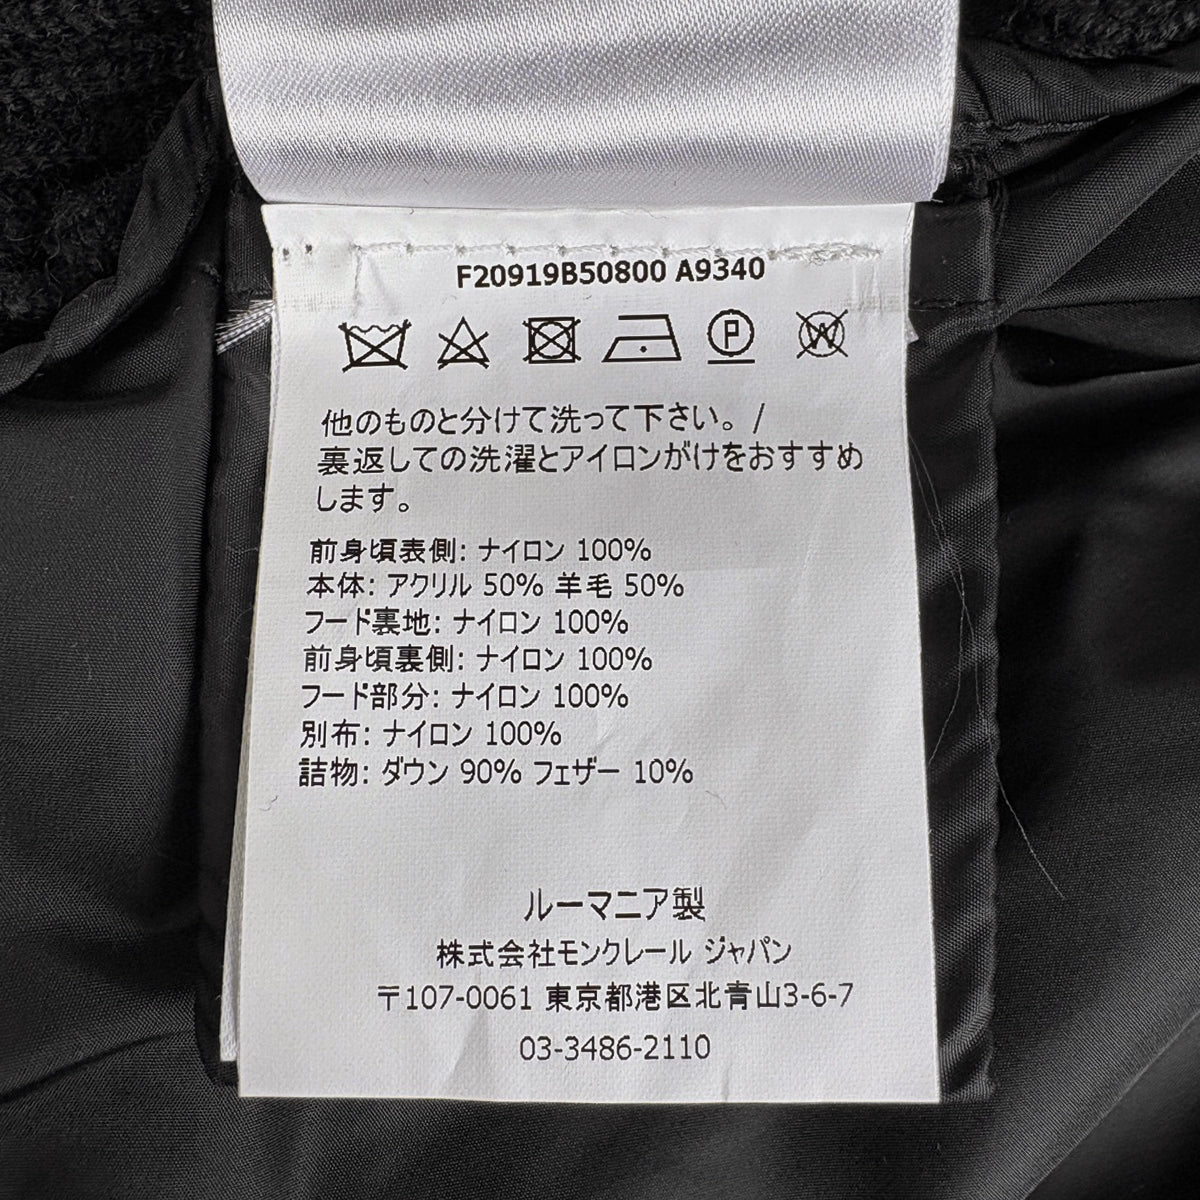 F20919B50800 A9340
P
W
他のものと分けて洗って下さい。/
裏返しての洗濯とアイロンがけをおすすめ
します。
前身頃表側: ナイロン 100%
本体: アクリル 50% 羊毛 50%
フード裏地: ナイロン 100%
前身頃裏側: ナイロン 100%
フード部分: ナイロン 100%
別布: ナイロン 100%
詰物: ダウン 90% フェザー 10%
ルーマニア製
株式会社モンクレール ジャパン
〒107-0061 東京都港区北青山3-6-7
03-3486-2110